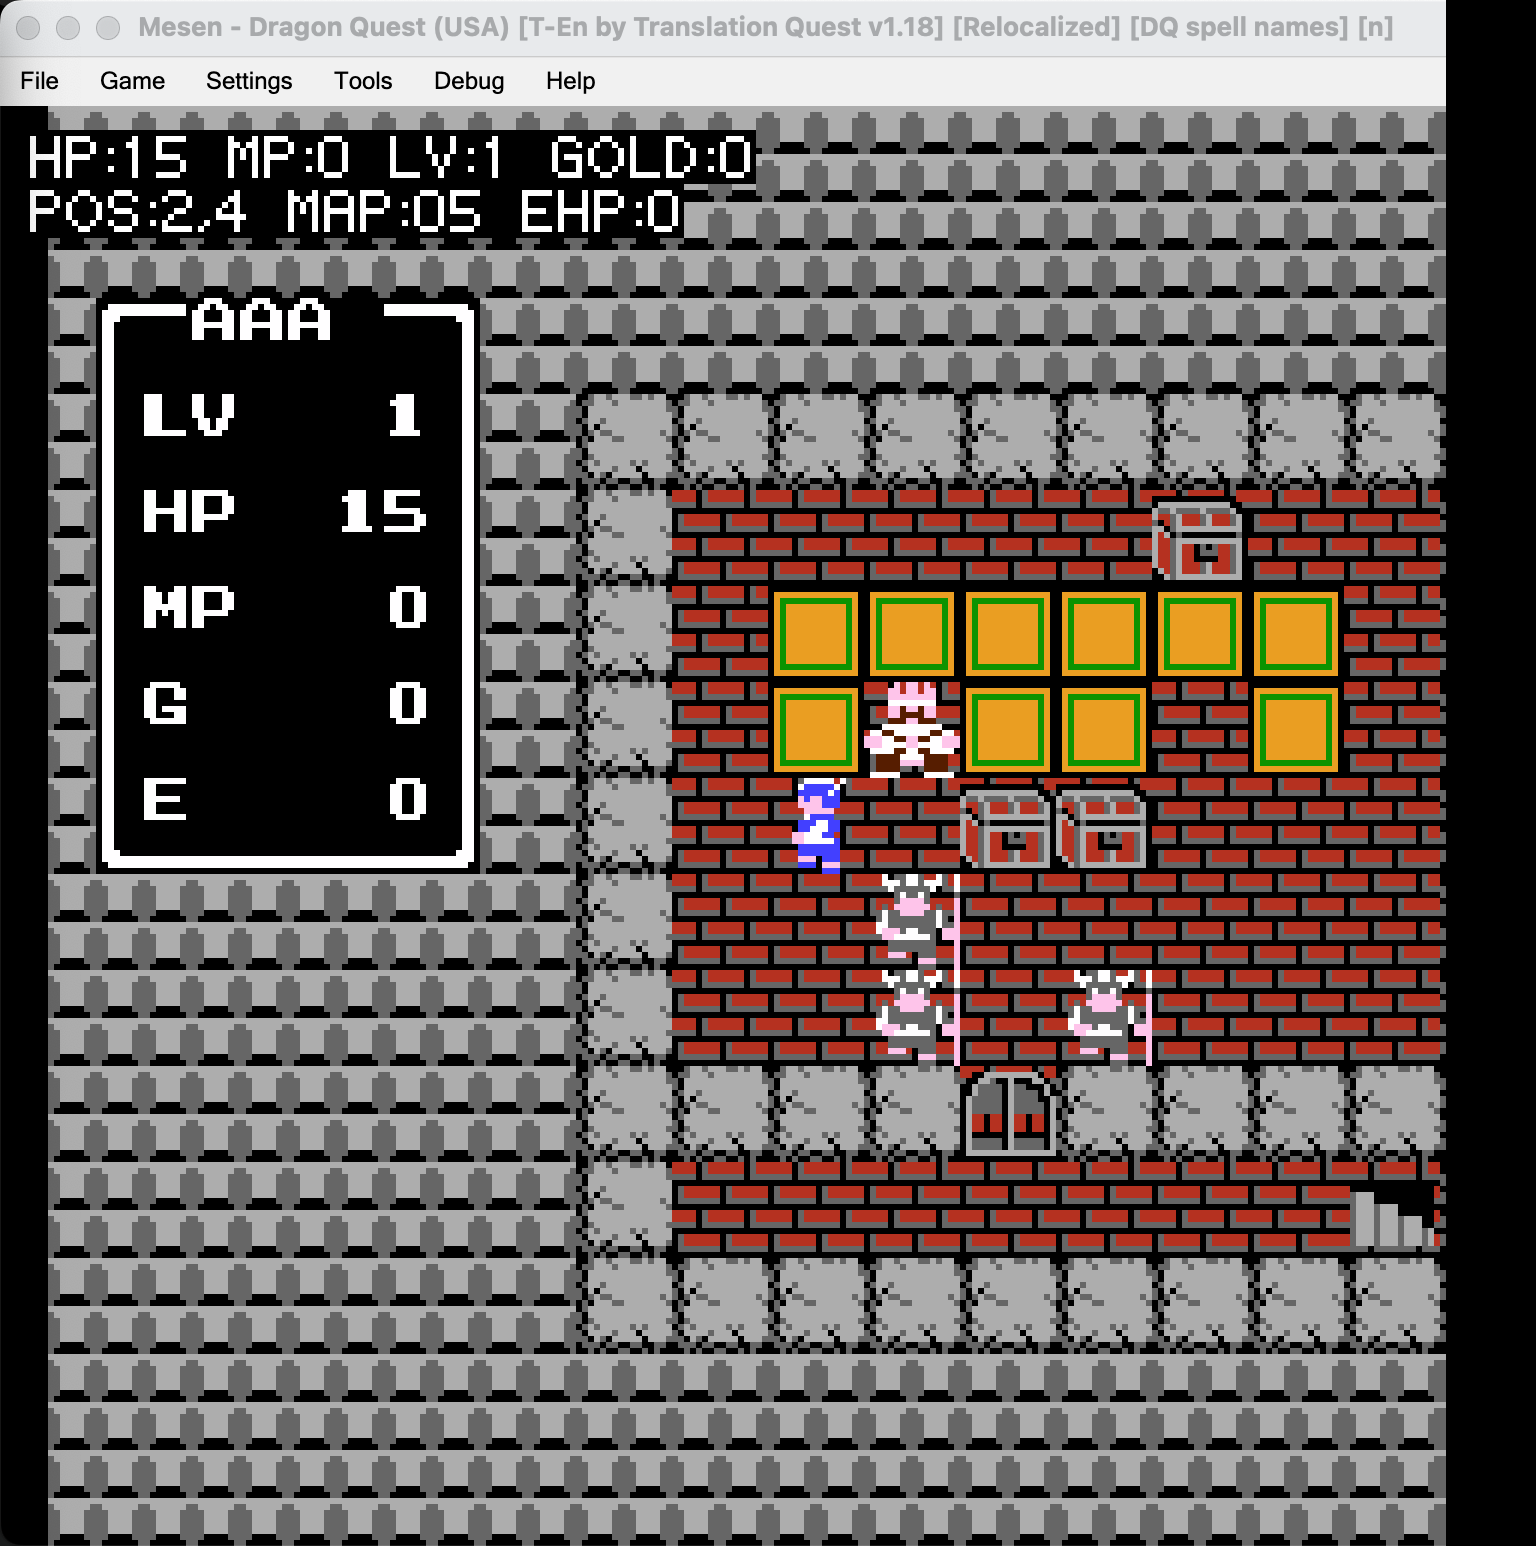 Mesen - Dragon Quest (USA) [T-En by Translation Quest v1.18] [Relocalized] [DQ spell names] [n]
File Game Settings Tools Debug Help
HP:15 MP:0 LV:1 GOLD:0
POS:2,4 MAP:05 EHP:0
AAA
LV 1
HP 15
MP 0
G 0
E 0